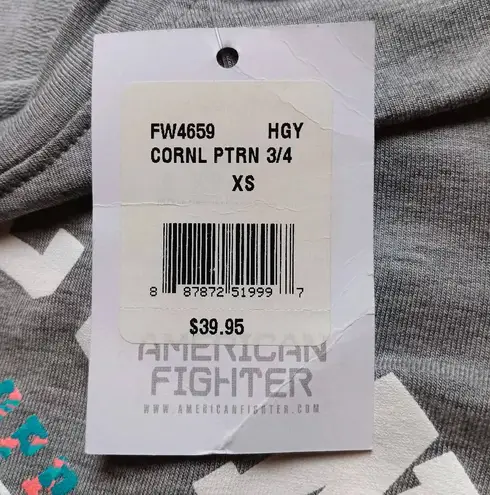 FW4659 HGY
CORNL PTRN 3/4
XS
8 87872 51999 7
$39.95
AMERICAN
FIGHTER
WWW.AMERICANFIGHTER.COM